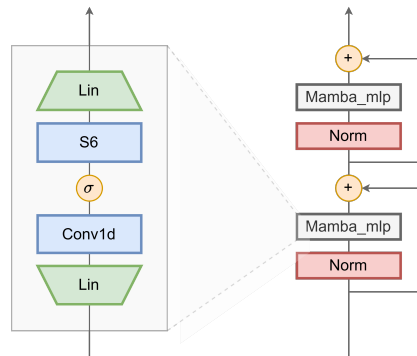 Lin
S6
σ
Conv1d
Lin
+
Mamba_mlp
Norm
+
Mamba_mlp
Norm